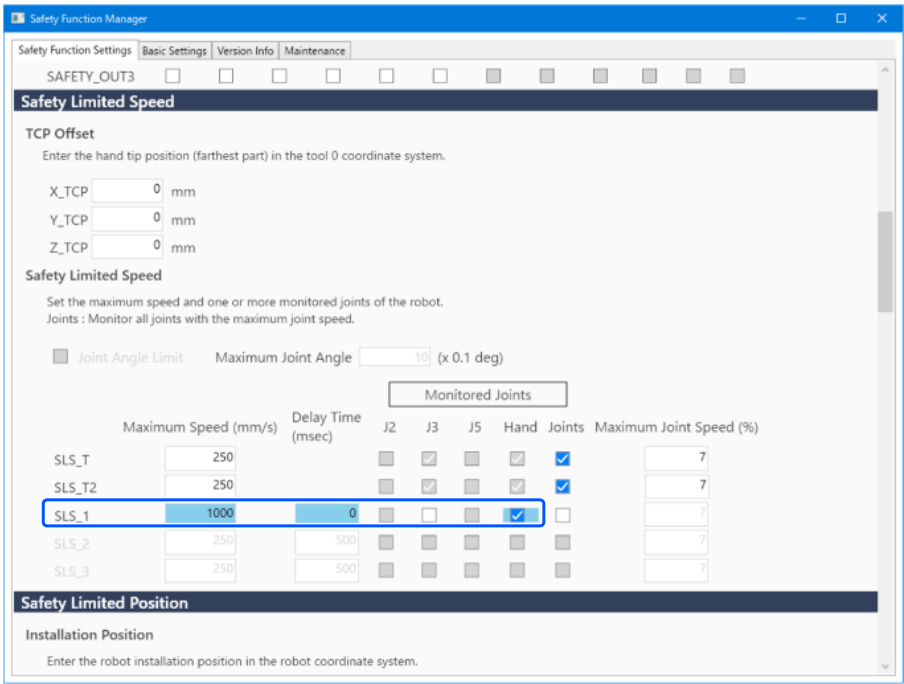 Safety Function Manager
Safety Function Settings Basic Settings Version Info Maintenance
SAFETY_OUT3
Safety Limited Speed
TCP Offset
Enter the hand tip position (farthest part) in the tool 0 coordinate system.
X_TCP 0 mm
Y_TCP 0 mm
Z_TCP 0 mm
Safety Limited Speed
Set the maximum speed and one or more monitored joints of the robot.
Joints : Monitor all joints with the maximum joint speed.
Joint Angle Limit Maximum Joint Angle 10 (x 0.1 deg)
Monitored Joints
Maximum Speed (mm/s) Delay Time (msec) J2 J3 J5 Hand Joints Maximum Joint Speed (%)
SLS_T 250 7
SLS_T2 250 7
SLS_1 1000 0 7
SLS_2 250 500 7
SLS_3 250 500 7
Safety Limited Position
Installation Position
Enter the robot installation position in the robot coordinate system.